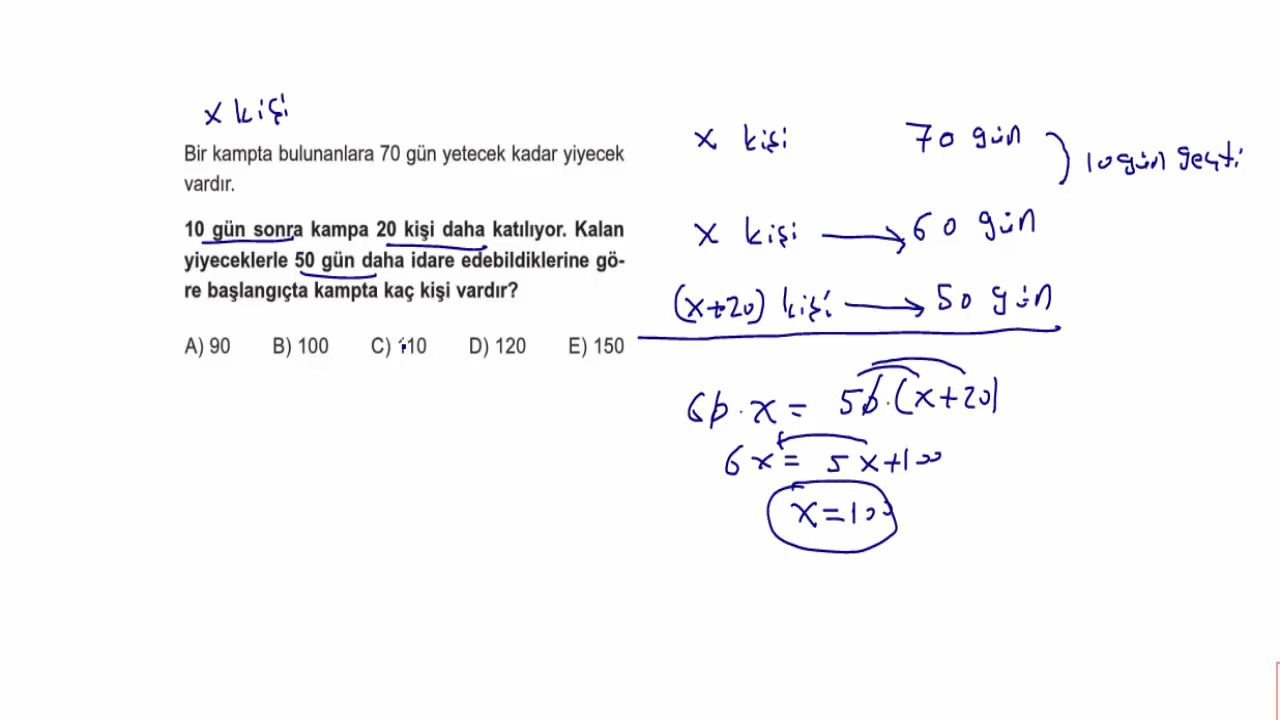 x kişi
Bir kampta bulunanlara 70 gün yetecek kadar yiyecek
vardır.
10 gün sonra kampa 20 kişi daha katılıyor. Kalan
yiyeceklerle 50 gün daha idare edebildiklerine gö-
re başlangıçta kampta kaç kişi vardır?
A) 90 B) 100 C) 110 D) 120 E) 150
x kişi 70 gün
10 gün geçti
x kişi → 60 gün
(x+20) kişi → 50 gün
60 · x = 50 · (x+20)
6x = 5x+100
x=100